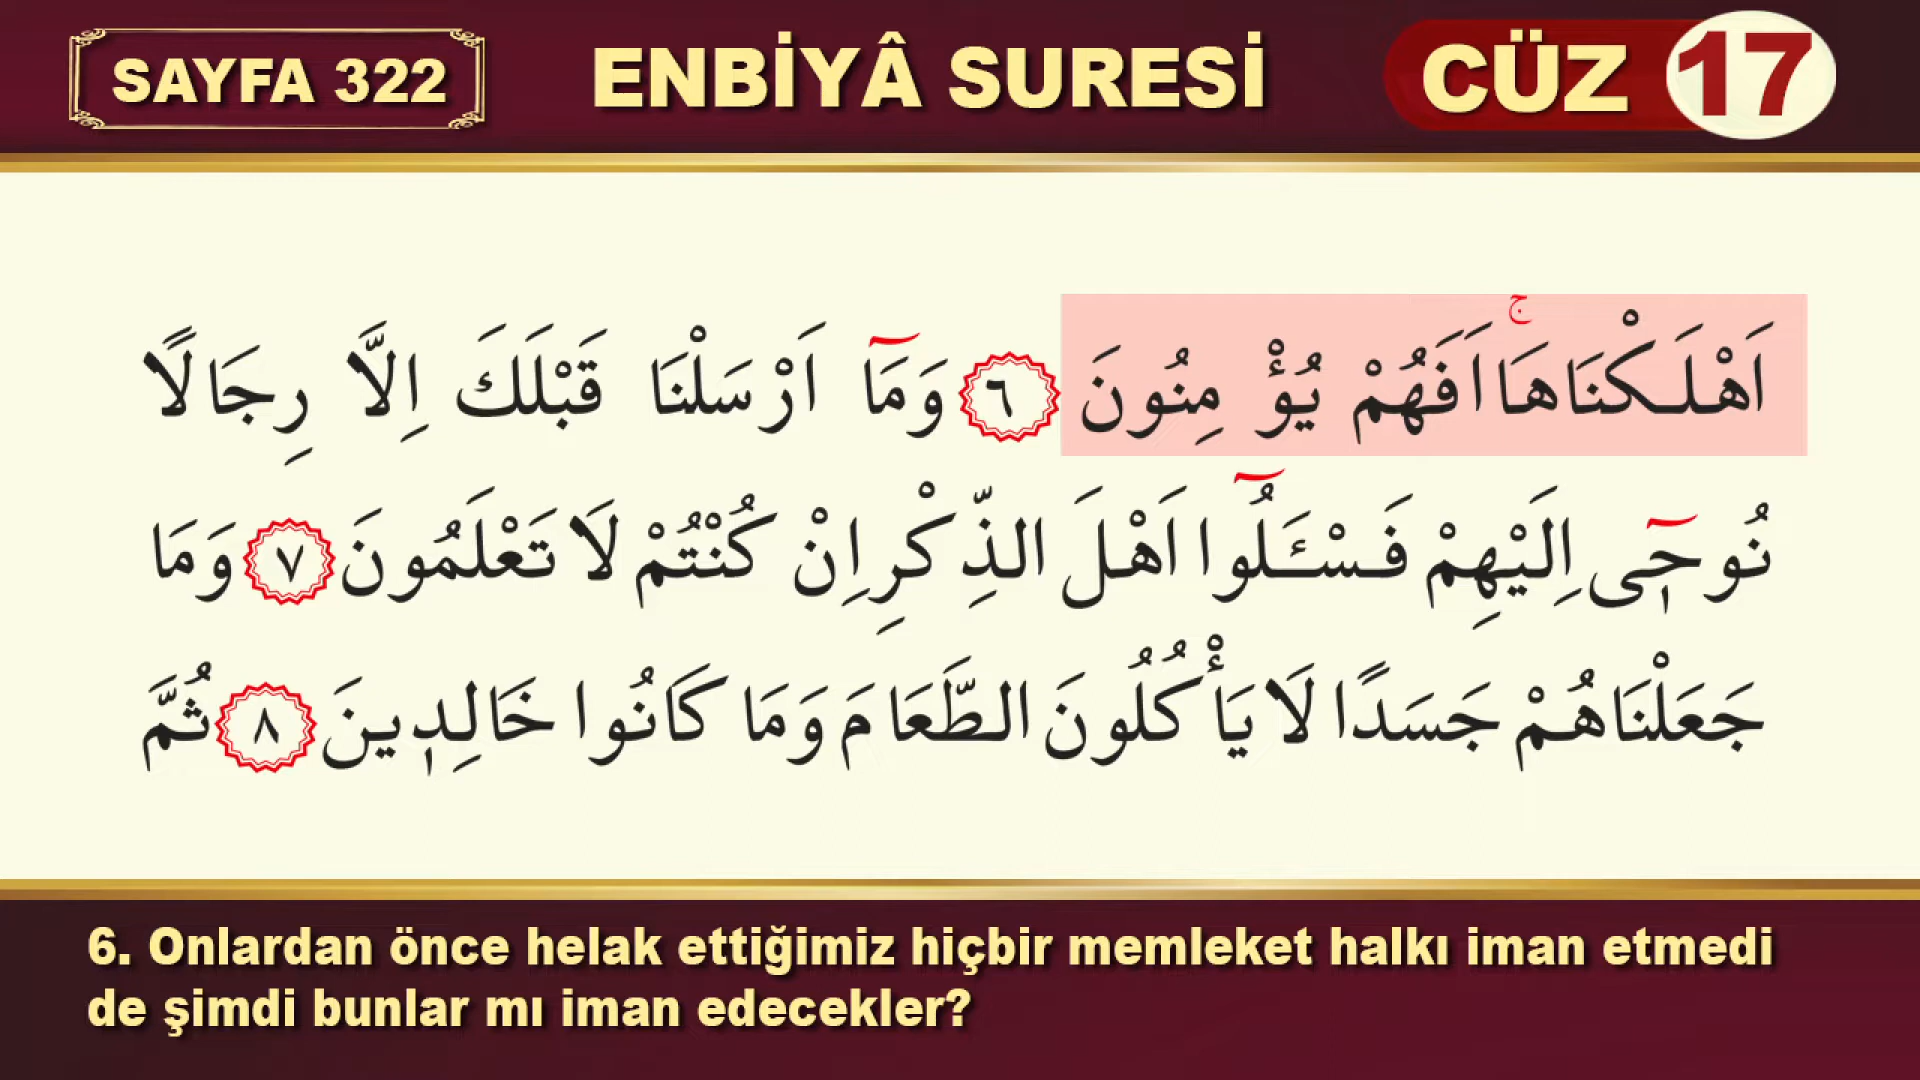 SAYFA 322
ENBİYÂ SURESİ
CÜZ 17
اَهْلَكْنَاهَاۚ اَفَهُمْ يُؤْمِنُونَ ٦ وَمَٓا اَرْسَلْنَا قَبْلَكَ اِلَّا رِجَالًا
نُوح۪ٓى اِلَيْهِمْ فَسْـَٔلُٓوا اَهْلَ الذِّكْرِ اِنْ كُنْتُمْ لَا تَعْلَمُونَ ٧ وَمَا
جَعَلْنَاهُمْ جَسَدًا لَا يَأْكُلُونَ الطَّعَامَ وَمَا كَانُوا خَالِد۪ينَ ٨ ثُمَّ
6. Onlardan önce helak ettiğimiz hiçbir memleket halkı iman etmedi
de şimdi bunlar mı iman edecekler?